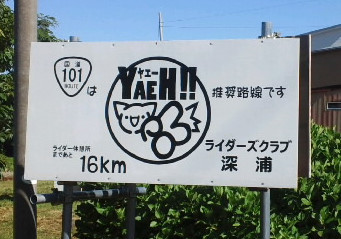 国道
101
ROUTE
は
ヤエー
YAEH!!
推奨路線です
ライダー休憩所
まであと
16km
ライダーズクラブ
深浦